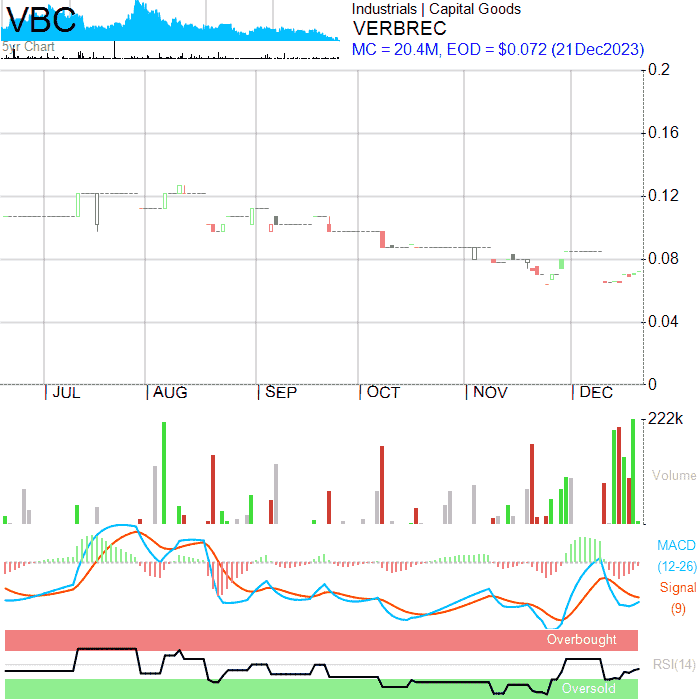 VBC
5yr Chart
Industrials | Capital Goods
VERBREC
MC = 20.4M, EOD = $0.072 (21Dec2023)
0.2
0.16
0.12
0.08
0.04
0
JUL AUG SEP OCT NOV DEC
222k
Volume
MACD
(12-26)
Signal
(9)
Overbought
RSI(14)
Oversold